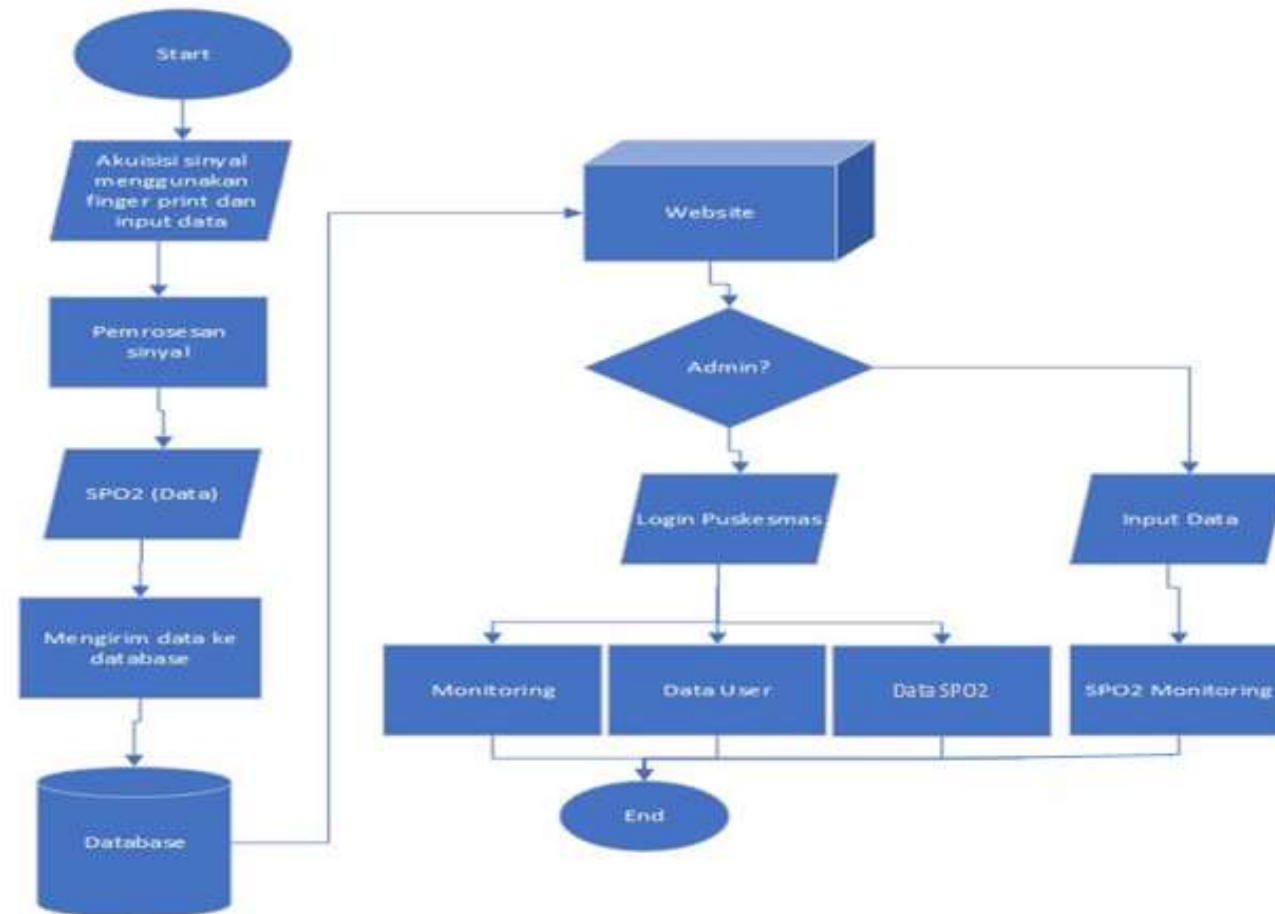 Start
Akuisisi sinyal
menggunakan
finger print dan
input data
Pemrosesan
sinyal
SPO2 (Data)
Mengirim data ke
database
Database
Website
Admin?
Login Puskesmas
Input Data
Monitoring
Data User
Data SPO2
SPO2 Monitoring
End